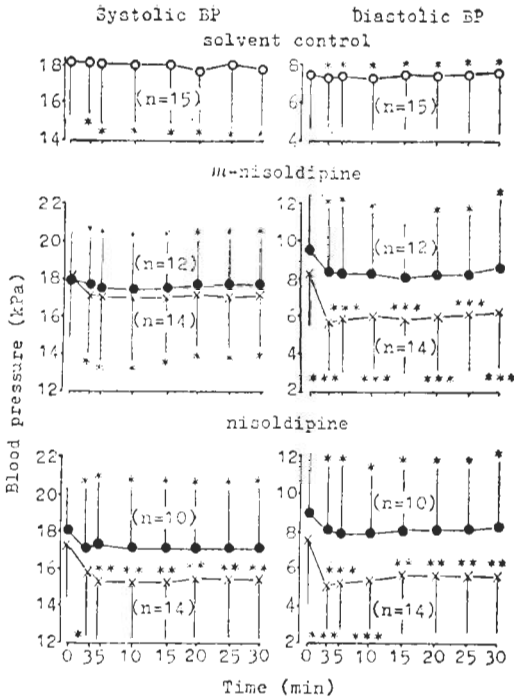 Systolic BP Diastolic BP
solvent control
18 8
16 6
14 4
(n=15) (n=15)
* * * * * * *
* * * * * * *
m-nisoldipine
22 12
20 10
18 8
16 6
14 4
12 2
(n=12) (n=12)
(n=14) (n=14)
Blood pressure (kPa)
nisoldipine
22 12
20 10
18 8
16 6
14 4
12 2
(n=10) (n=10)
(n=14) (n=14)
0 35 10 15 20 25 30 0 35 10 15 20 25 30
Time (min)